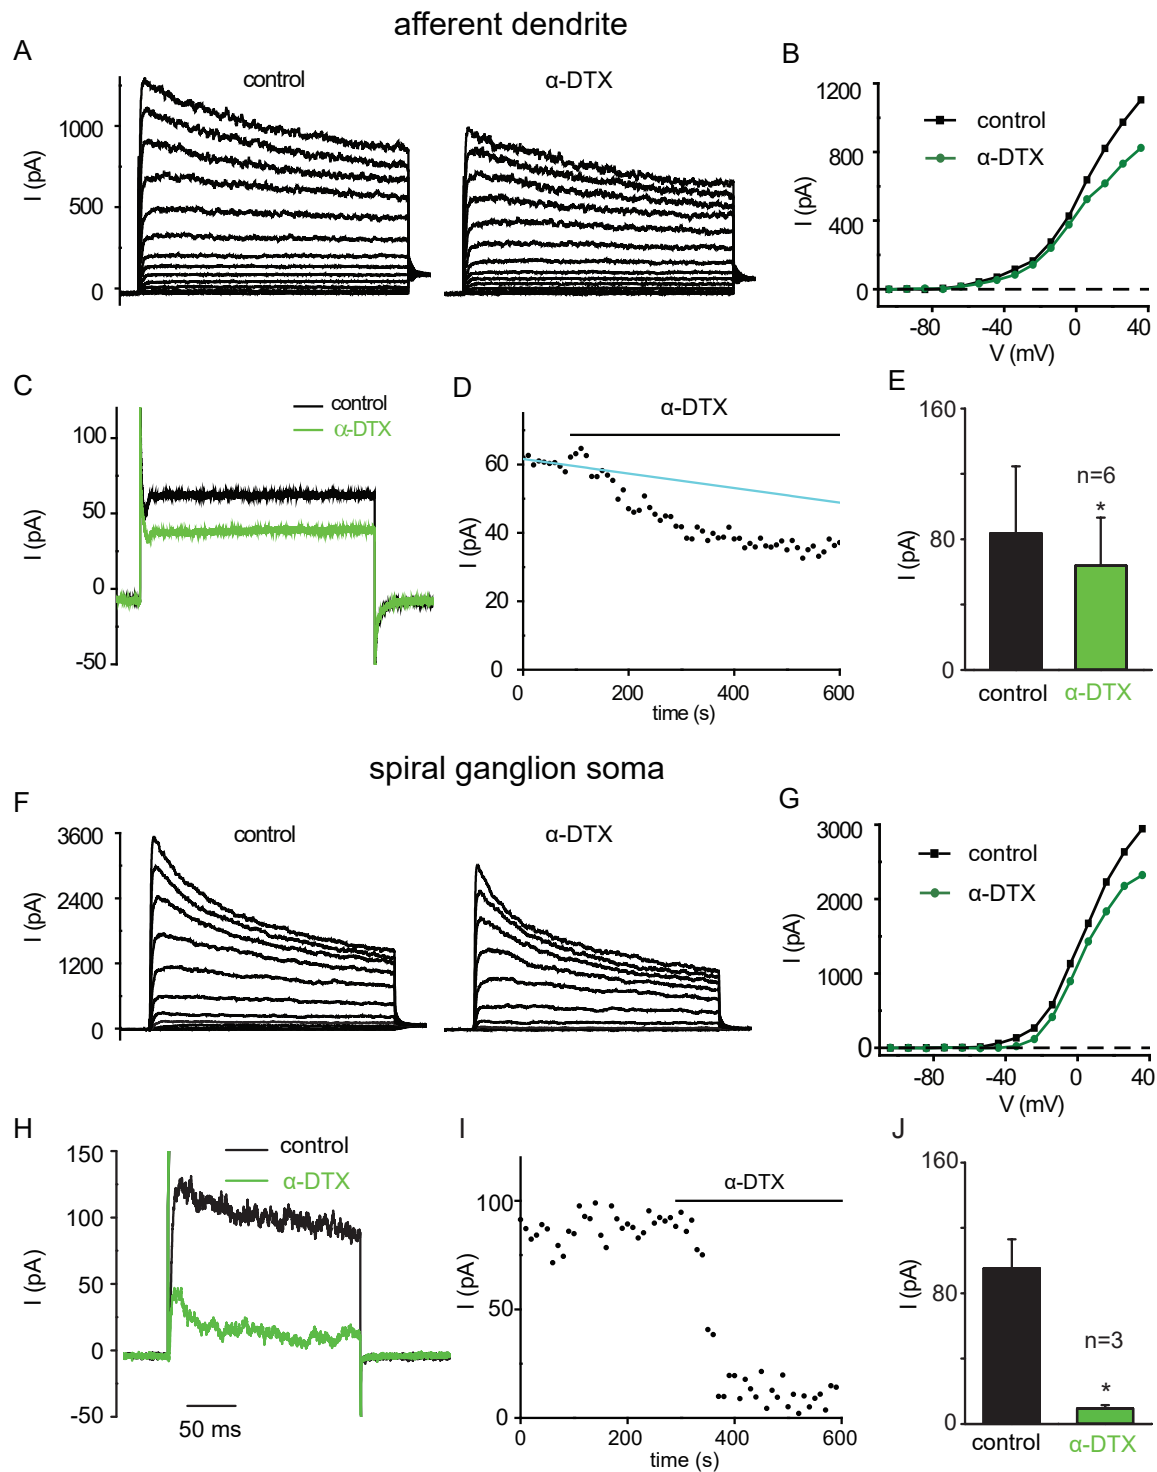 afferent dendrite
A
control
α-DTX
I (pA)
1000
500
0
B
control
α-DTX
I (pA)
1200
800
400
0
-80
-40
0
40
V (mV)
C
control
α-DTX
I (pA)
100
50
0
-50
D
α-DTX
I (pA)
60
40
20
0
0
200
400
600
time (s)
E
160
80
0
I (pA)
n=6
*
control
α-DTX
spiral ganglion soma
F
control
α-DTX
I (pA)
3600
2400
1200
0
G
control
α-DTX
I (pA)
3000
2000
1000
0
-80
-40
0
40
V (mV)
H
control
α-DTX
I (pA)
150
100
50
0
-50
50 ms
I
α-DTX
I (pA)
100
50
0
0
200
400
600
time (s)
J
160
80
0
I (pA)
n=3
*
control
α-DTX